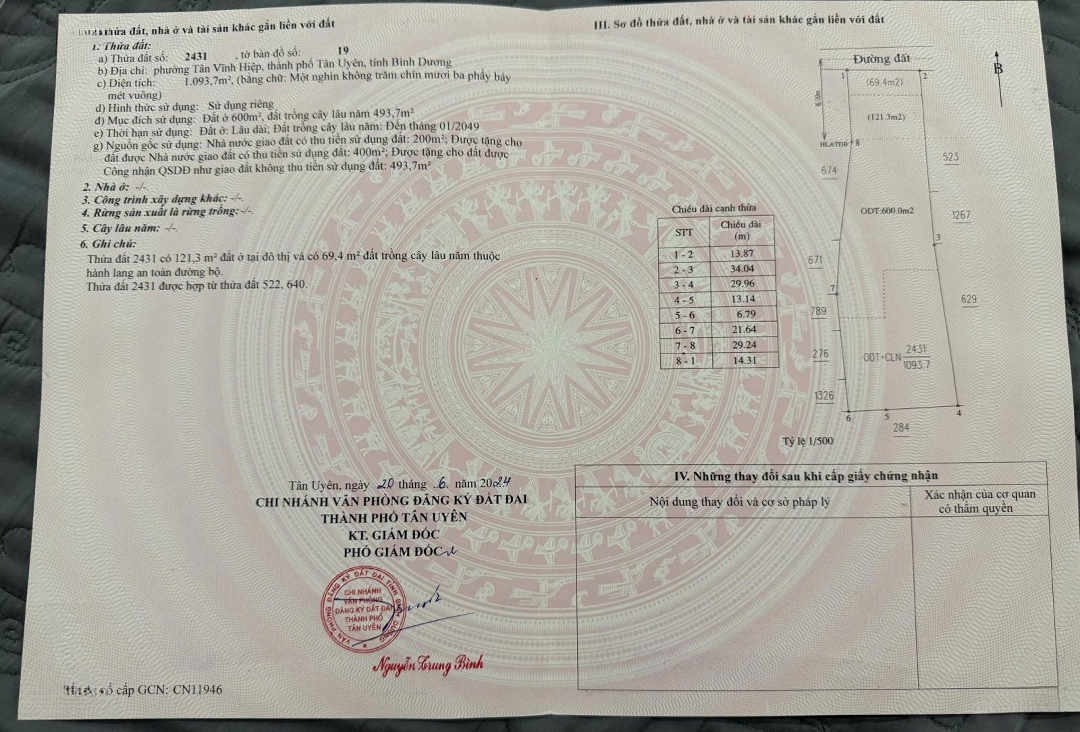 thửa đất, nhà ở và tài sản khác gắn liền với đất
1. Thửa đất:
a) Thửa đất số: 2431 , tờ bản đồ số: 19
b) Địa chỉ: phường Tân Vĩnh Hiệp, thành phố Tân Uyên, tỉnh Bình Dương
c) Diện tích: 1.093,7m², (bằng chữ: Một nghìn không trăm chín mươi ba phẩy bảy
mét vuông)
d) Hình thức sử dụng: Sử dụng riêng
đ) Mục đích sử dụng: Đất ở 600m², đất trồng cây lâu năm 493,7m²
e) Thời hạn sử dụng: Đất ở: Lâu dài; Đất trồng cây lâu năm: Đến tháng 01/2049
g) Nguồn gốc sử dụng: Nhà nước giao đất có thu tiền sử dụng đất: 200m²; Được tặng cho
đất được Nhà nước giao đất có thu tiền sử dụng đất: 400m²; Được tặng cho đất được
Công nhận QSDĐ như giao đất không thu tiền sử dụng đất: 493,7m²
2. Nhà ở: -/-.
3. Công trình xây dựng khác: -/-.
4. Rừng sản xuất là rừng trồng: -/-.
5. Cây lâu năm: -/-.
6. Ghi chú:
Thửa đất 2431 có 121,3 m² đất ở tại đô thị và có 69,4 m² đất trồng cây lâu năm thuộc
hành lang an toàn đường bộ.
Thửa đất 2431 được hợp từ thửa đất 522, 640.
Tân Uyên, ngày 20 tháng 6 năm 2024
CHI NHÁNH VĂN PHÒNG ĐĂNG KÝ ĐẤT ĐAI
THÀNH PHỐ TÂN UYÊN
KT. GIÁM ĐỐC
PHÓ GIÁM ĐỐC
VĂN PHÒNG ĐĂNG KÝ ĐẤT ĐAI TỈNH BÌNH DƯƠNG
CHI NHÁNH
VĂN PHÒNG
ĐĂNG KÝ ĐẤT ĐAI
THÀNH PHỐ
TÂN UYÊN
Nguyễn Trung Bình
số cấp GCN: CN11946
III. Sơ đồ thửa đất, nhà ở và tài sản khác gắn liền với đất
Đường đất
B
1
2
(69.4m2)
(121.3m2)
HLATĐB
8
674
523
ODT:600.0m2
1267
3
671
7
629
789
276
ODT+CLN 2431
1093.7
1326
6
5
4
284
Tỷ lệ 1/500
Chiều dài cạnh thửa
STT Chiều dài
(m)
1 - 2 13.87
2 - 3 34.04
3 - 4 29.96
4 - 5 13.14
5 - 6 6.79
6 - 7 21.64
7 - 8 29.24
8 - 1 14.31
IV. Những thay đổi sau khi cấp giấy chứng nhận
Nội dung thay đổi và cơ sở pháp lý
Xác nhận của cơ quan
có thẩm quyền